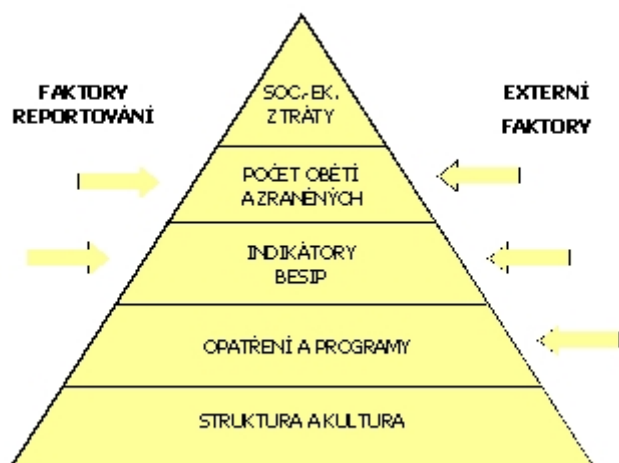 FAKTORY
REPORTOVÁNÍ
SOC.-EK.
ZTRÁTY
EXTERNÍ
FAKTORY
POČET OBĚTÍ
A ZRANĚNÝCH
INDIKÁTORY
BESIP
OPATŘENÍ A PROGRAMY
STRUKTURA A KULTURA